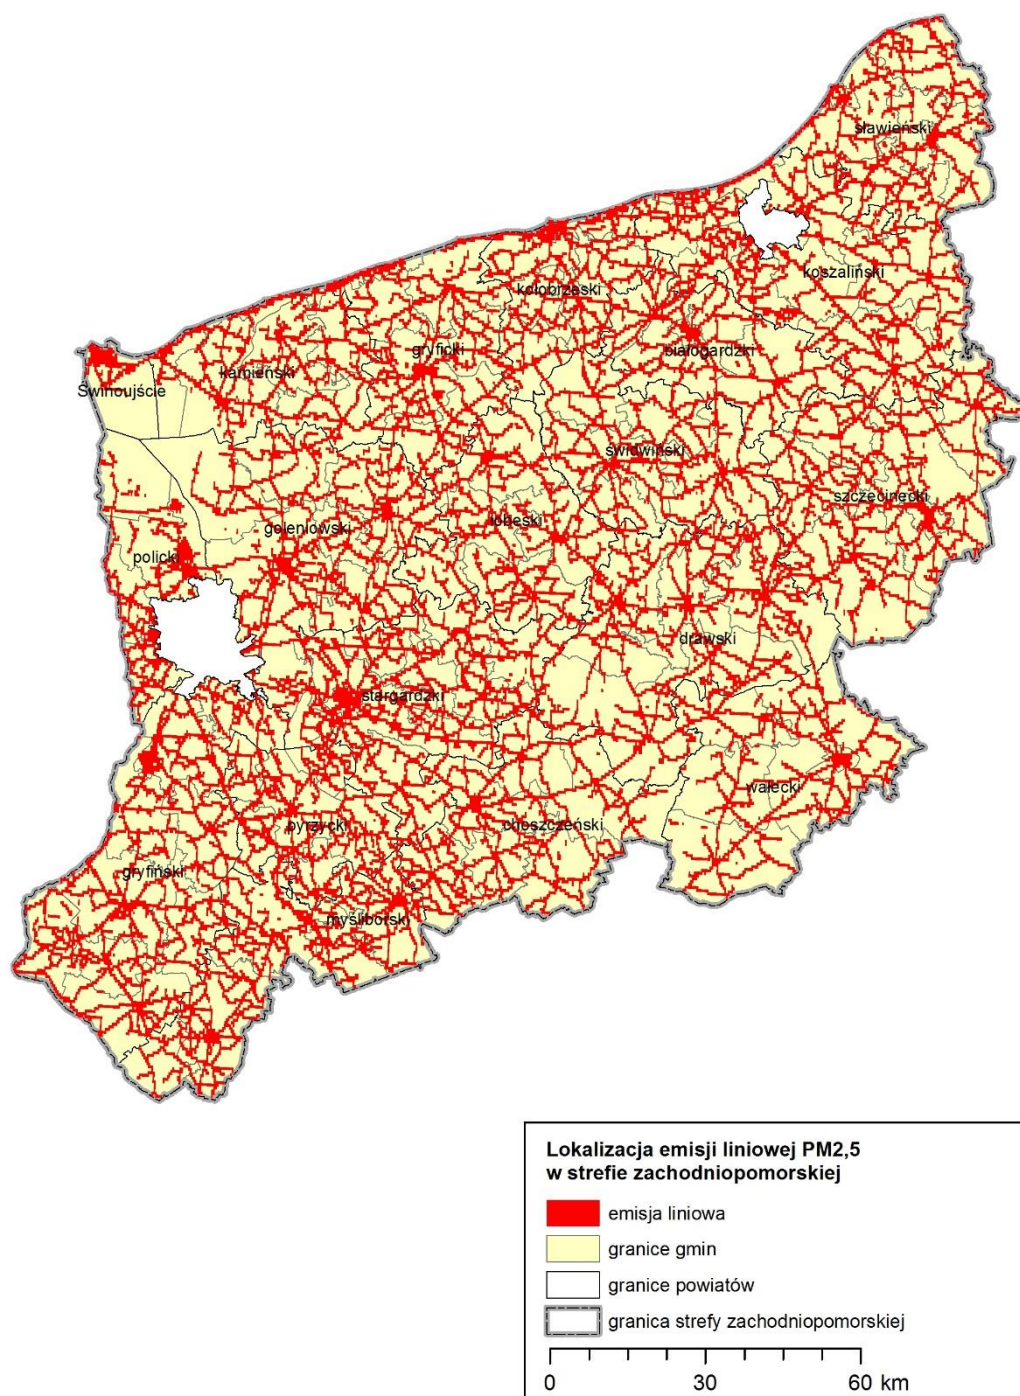 sławieński
koszaliński
kołobrzeski
gryficki
białogardzki
kamieński
Świnoujście
świdwiński
szczecinecki
łobeski
goleniowski
policki
drawski
stargardzki
wałecki
pyrzycki
choszczeński
gryfiński
myśliborski
Lokalizacja emisji liniowej PM2,5
w strefie zachodniopomorskiej
emisja liniowa
granice gmin
granice powiatów
granica strefy zachodniopomorskiej
0 30 60 km